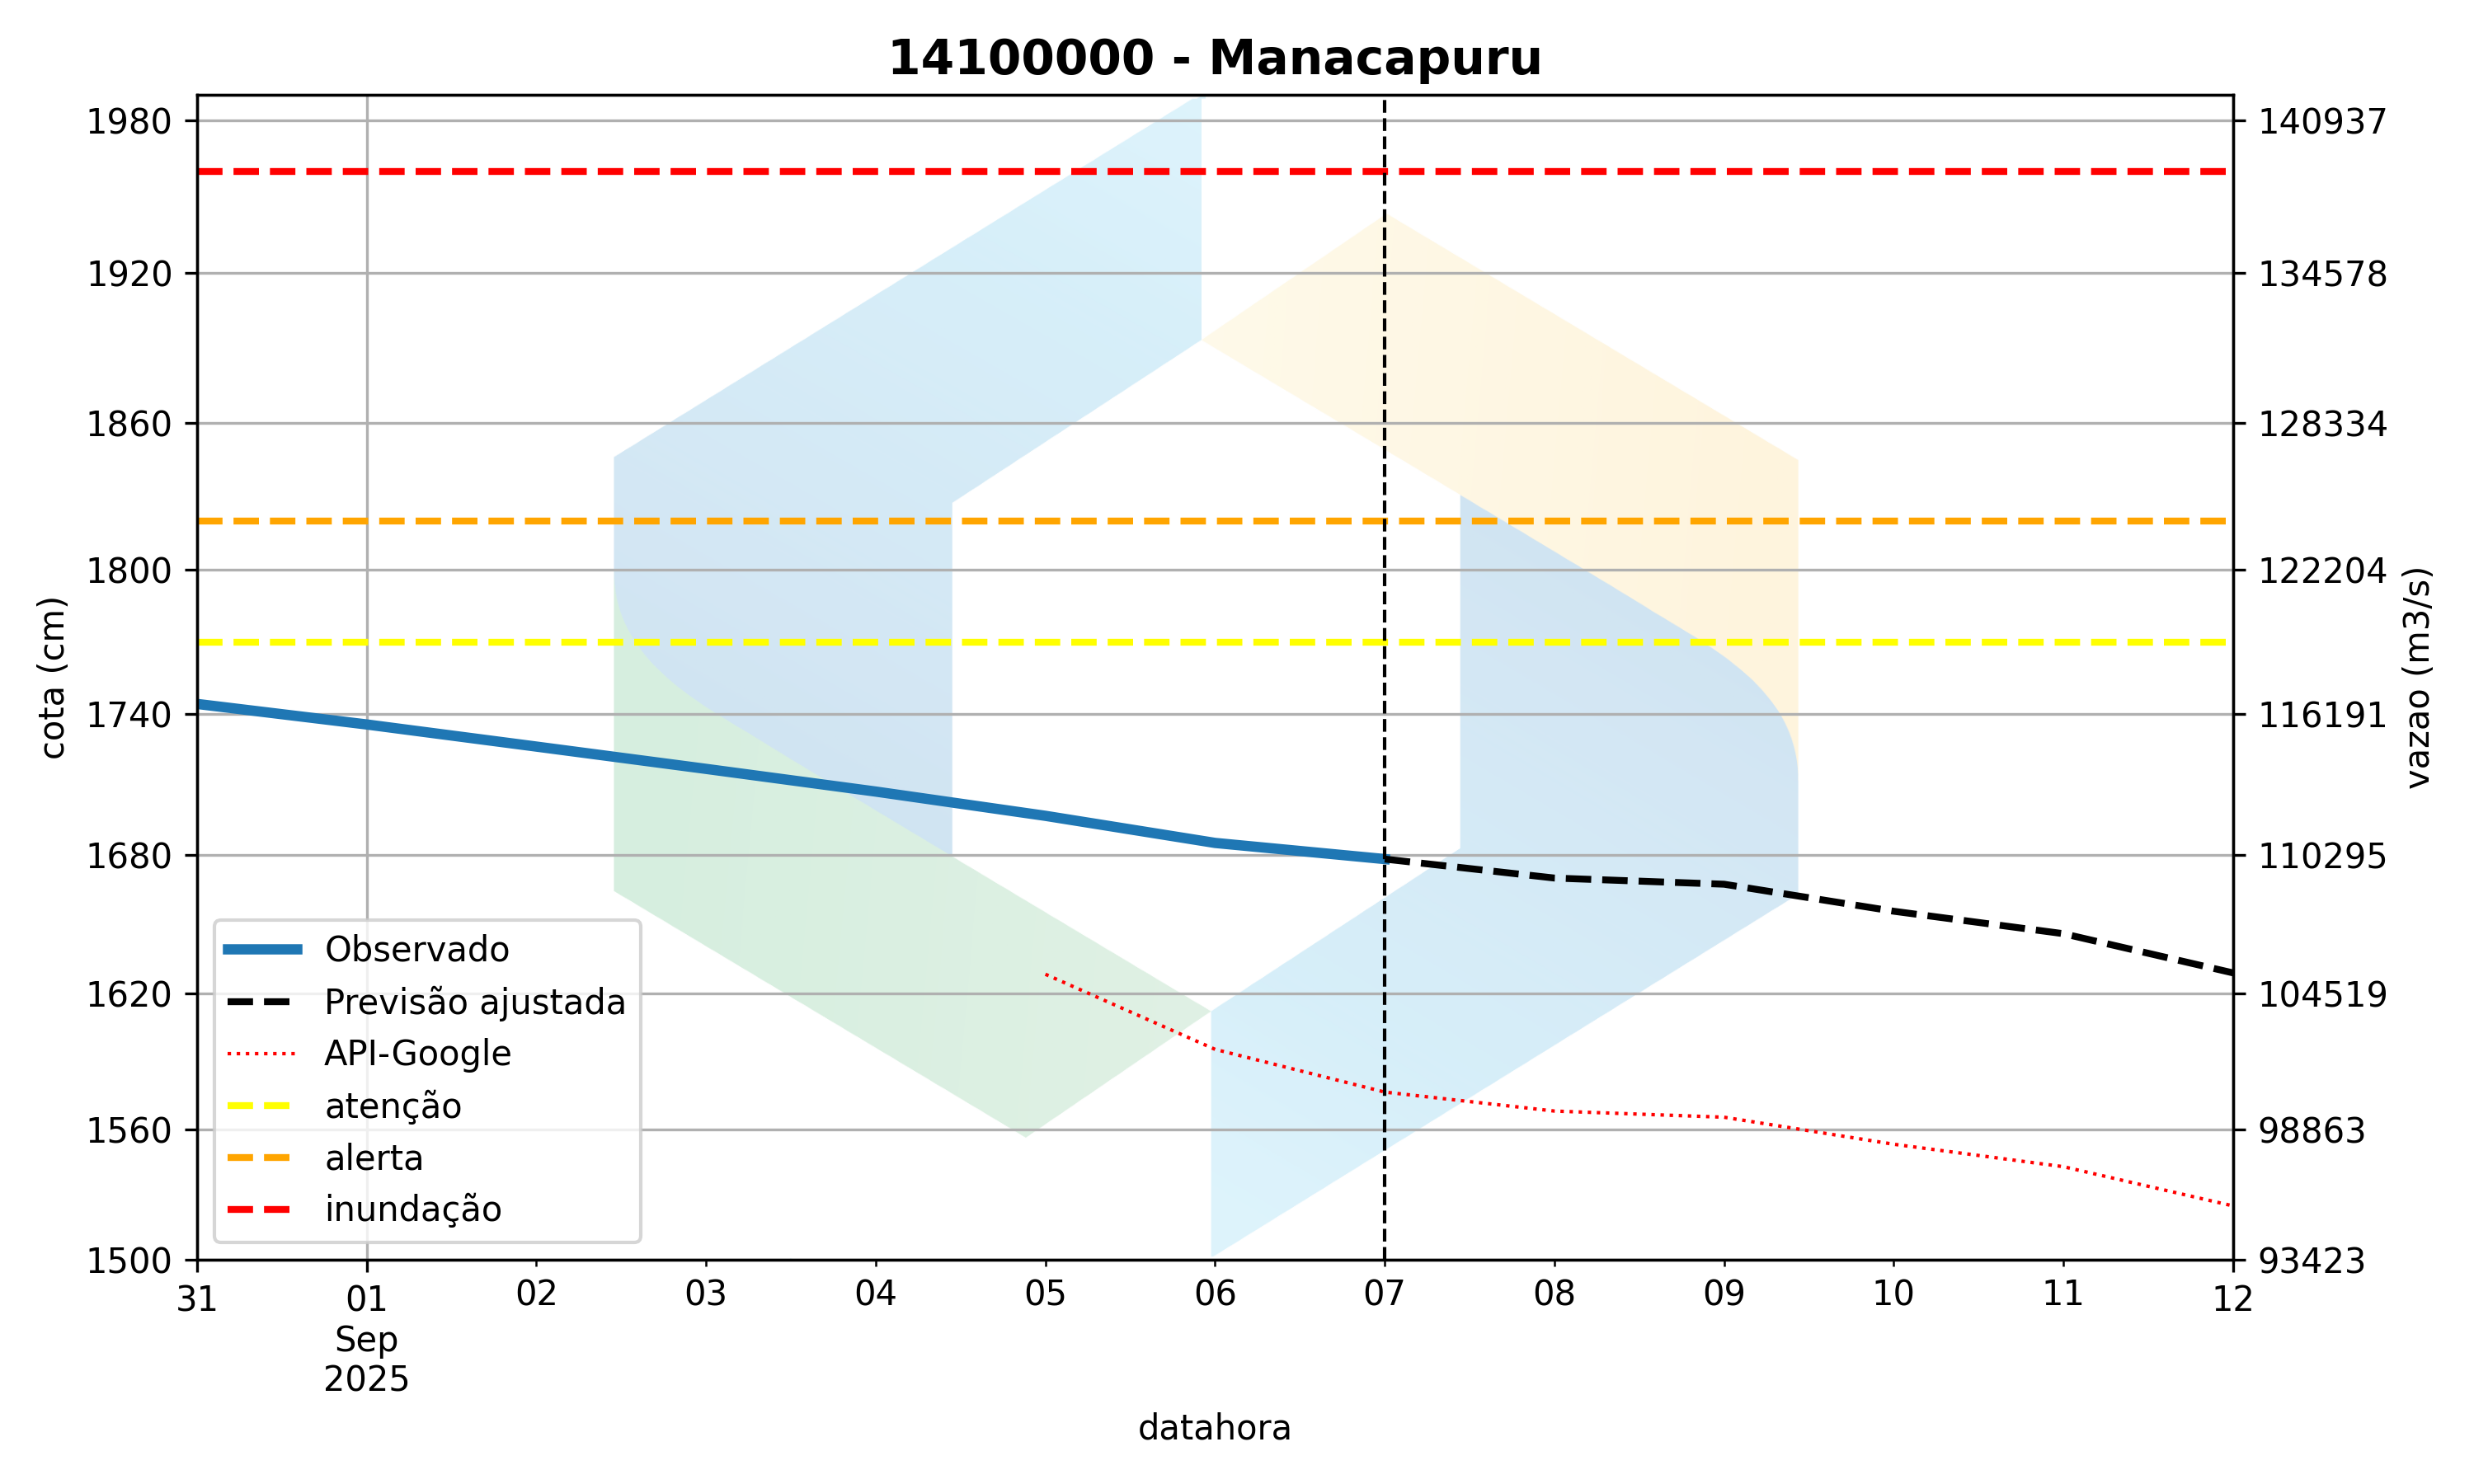 14100000 - Manacapuru
1980
1920
1860
1800
1740
1680
1620
1560
1500
cota (cm)
140937
134578
128334
122204
116191
110295
104519
98863
93423
vazao (m3/s)
Observado
Previsão ajustada
API-Google
atenção
alerta
inundação
31 01 02 03 04 05 06 07 08 09 10 11 12
Sep
2025
datahora